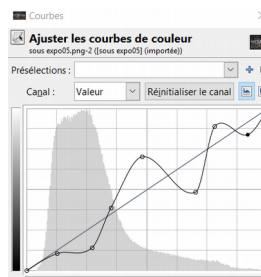 Courbes
Ajuster les courbes de couleur
sous expo05.png-2 ([sous expo05] (importée))
Présélections :
Canal : Valeur Réinitialiser le canal